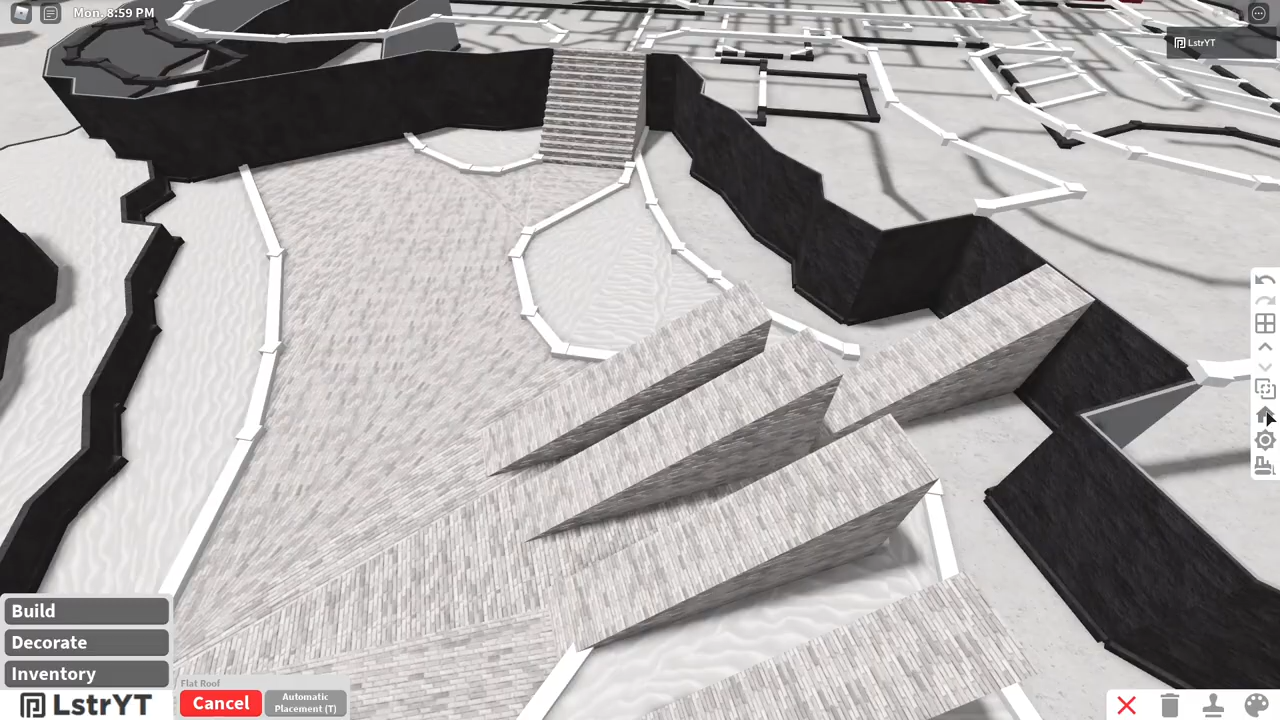 Mon. 8:59 PM
LstrYT
Build
Decorate
Inventory
LstrYT
Flat Roof
Cancel
Automatic
Placement (T)